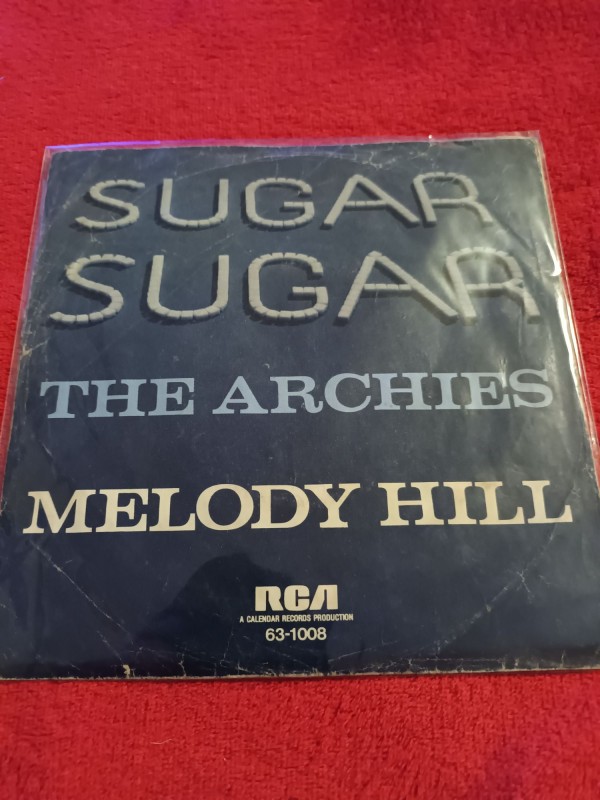 SUGAR
SUGAR
THE ARCHIES
MELODY HILL
RCA
A CALENDAR RECORDS PRODUCTION
63-1008